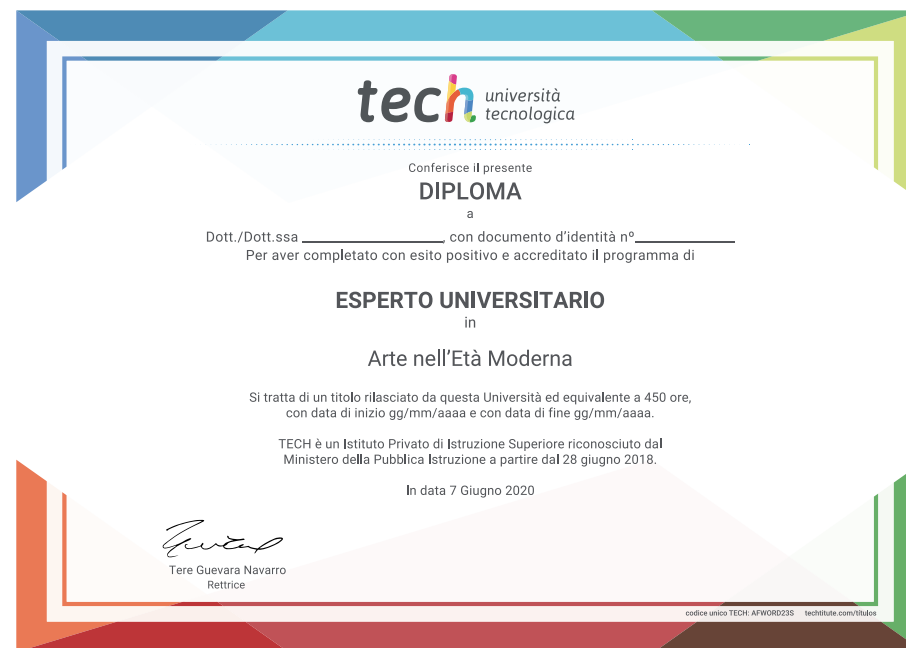 tech università
tecnologica
Conferisce il presente
DIPLOMA
a
Dott./Dott.ssa ____________, con documento d'identità nº____________
Per aver completato con esito positivo e accreditato il programma di
ESPERTO UNIVERSITARIO
in
Arte nell'Età Moderna
Si tratta di un titolo rilasciato da questa Università ed equivalente a 450 ore,
con data di inizio gg/mm/aaaa e con data di fine gg/mm/aaaa.
TECH è un Istituto Privato di Istruzione Superiore riconosciuto dal
Ministero della Pubblica Istruzione a partire dal 28 giugno 2018.
In data 7 Giugno 2020
Tere Guevara Navarro
Rettrice
codice unico TECH: AFWORD23S techtitute.com/titulos